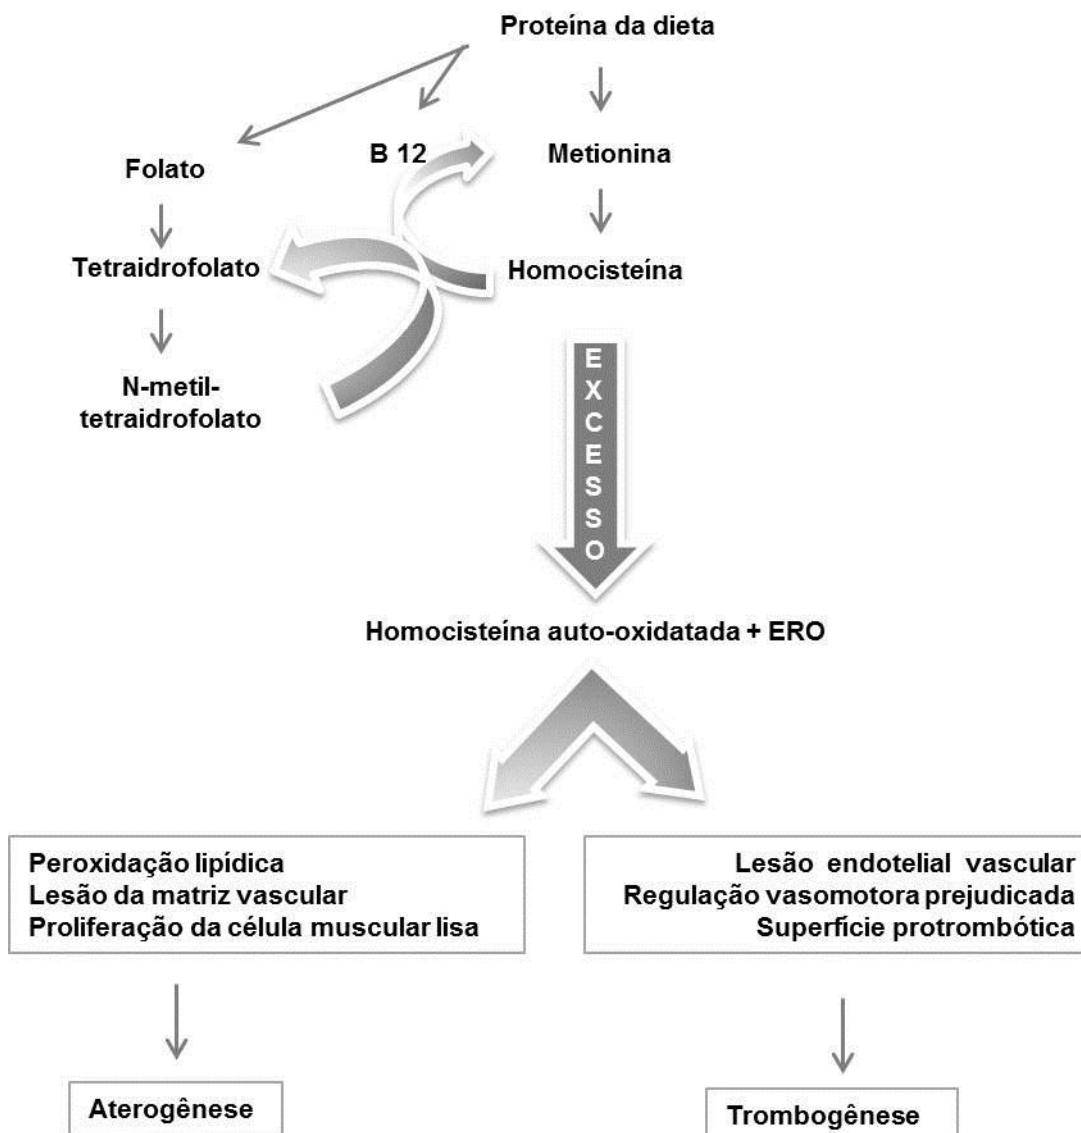 Proteína da dieta
B 12
Metionina
Folato
Tetraidrofolato
Homocisteína
N-metil-
tetraidrofolato
EXCESSO
Homocisteína auto-oxidatada + ERO
Peroxidação lipídica
Lesão da matriz vascular
Proliferação da célula muscular lisa
Lesão endotelial vascular
Regulação vasomotora prejudicada
Superfície protrombótica
Aterogênese
Trombogênese